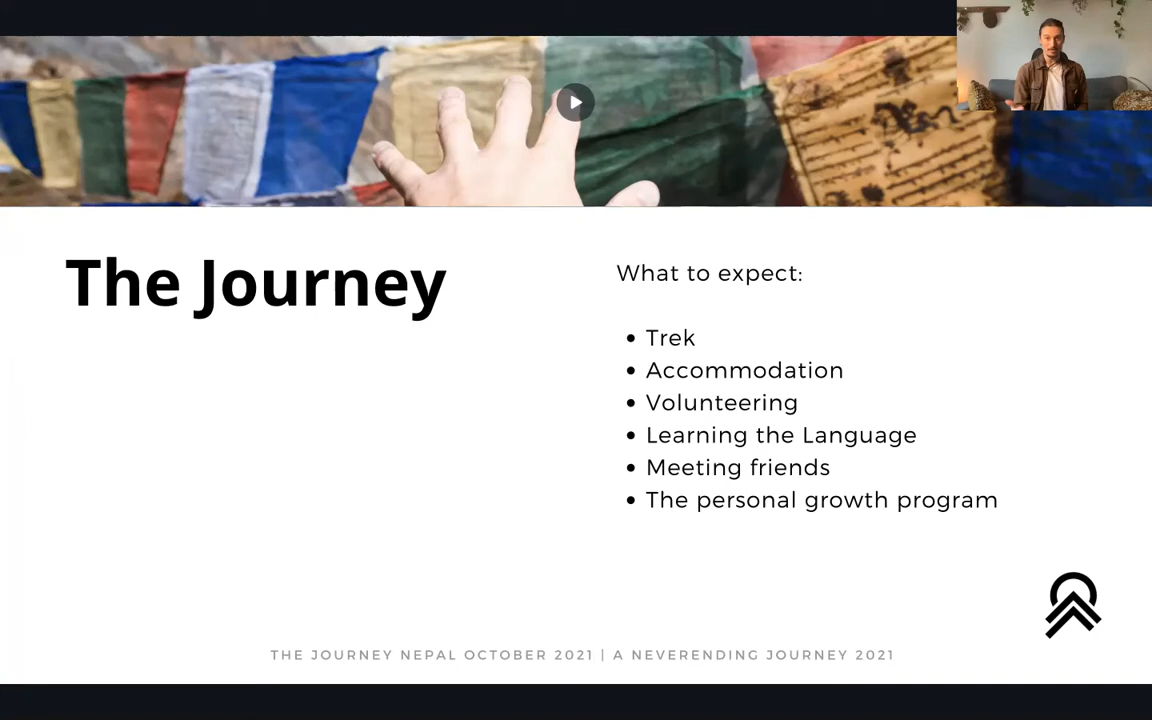 The Journey
What to expect:
Trek
Accommodation
Volunteering
Learning the Language
Meeting friends
The personal growth program
THE JOURNEY NEPAL OCTOBER 2021 | A NEVERENDING JOURNEY 2021